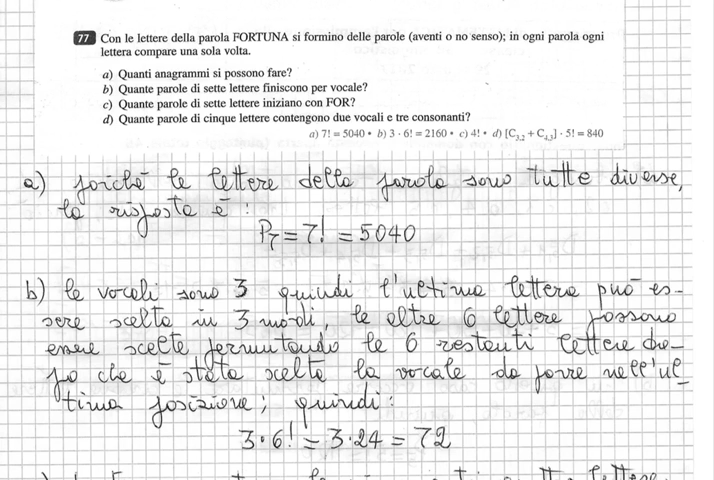 77 Con le lettere della parola FORTUNA si formino delle parole (aventi o no senso); in ogni parola ogni
lettera compare una sola volta.
a) Quanti anagrammi si possono fare?
b) Quante parole di sette lettere finiscono per vocale?
c) Quante parole di sette lettere iniziano con FOR?
d) Quante parole di cinque lettere contengono due vocali e tre consonanti?
a) 7! = 5040 • b) 3 · 6! = 2160 • c) 4! • d) [C3,2 + C4,3] · 5! = 840
a) poiché le lettere della parola sono tutte diverse,
la risposta è :
P7 = 7! = 5040
b) le vocali sono 3 quindi l'ultima lettera può es-
sere scelta in 3 modi, le altre 6 lettere possono
essere scelte permutando le 6 restanti lettere do-
po che è stata scelta la vocale da porre nell'ul_
tima posizione; quindi:
3·6! = 3·24 = 72